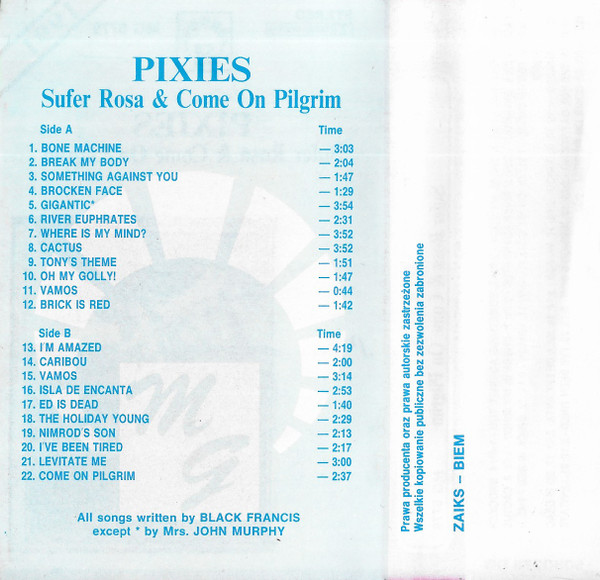 PIXIES
Sufer Rosa & Come On Pilgrim
Side A Time
1. BONE MACHINE — 3:03
2. BREAK MY BODY — 2:04
3. SOMETHING AGAINST YOU — 1:47
4. BROCKEN FACE — 1:29
5. GIGANTIC* — 3:54
6. RIVER EUPHRATES — 2:31
7. WHERE IS MY MIND? — 3:52
8. CACTUS — 3:52
9. TONY'S THEME — 1:51
10. OH MY GOLLY! — 1:47
11. VAMOS — 0:44
12. BRICK IS RED — 1:42
Side B Time
13. I'M AMAZED — 4:19
14. CARIBOU — 2:00
15. VAMOS — 3:14
16. ISLA DE ENCANTA — 2:53
17. ED IS DEAD — 1:40
18. THE HOLIDAY YOUNG — 2:29
19. NIMROD'S SON — 2:13
20. I'VE BEEN TIRED — 2:17
21. LEVITATE ME — 3:00
22. COME ON PILGRIM — 2:37
MG
All songs written by BLACK FRANCIS
except * by Mrs. JOHN MURPHY
Prawa producenta oraz prawa autorskie zastrzeżone
Wszelkie kopiowanie publiczne bez zezwolenia zabronione
ZAIKS – BIEM